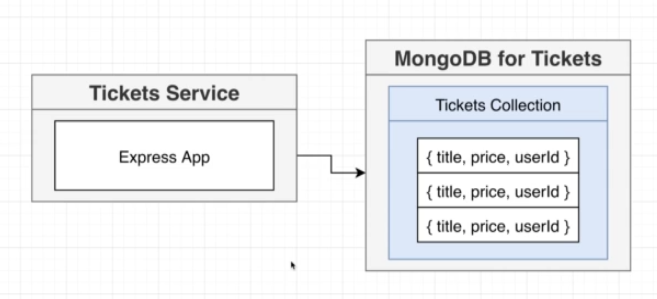 Tickets Service
Express App
MongoDB for Tickets
Tickets Collection
{ title, price, userId }
{ title, price, userId }
{ title, price, userId }